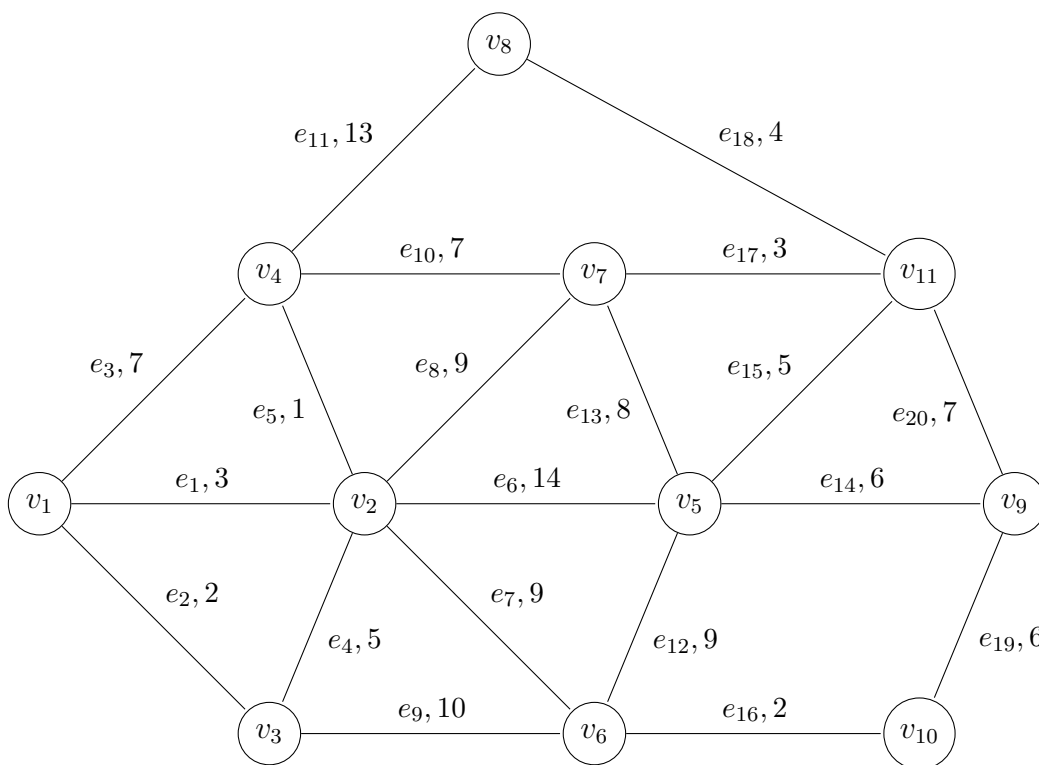 v8
e11, 13
e18, 4
e10, 7
e17, 3
v4
v7
v11
e3, 7
e8, 9
e15, 5
e5, 1
e13, 8
e20, 7
e1, 3
e6, 14
e14, 6
v1
v2
v5
v9
e2, 2
e7, 9
e4, 5
e12, 9
e19, 6
e9, 10
e16, 2
v3
v6
v10